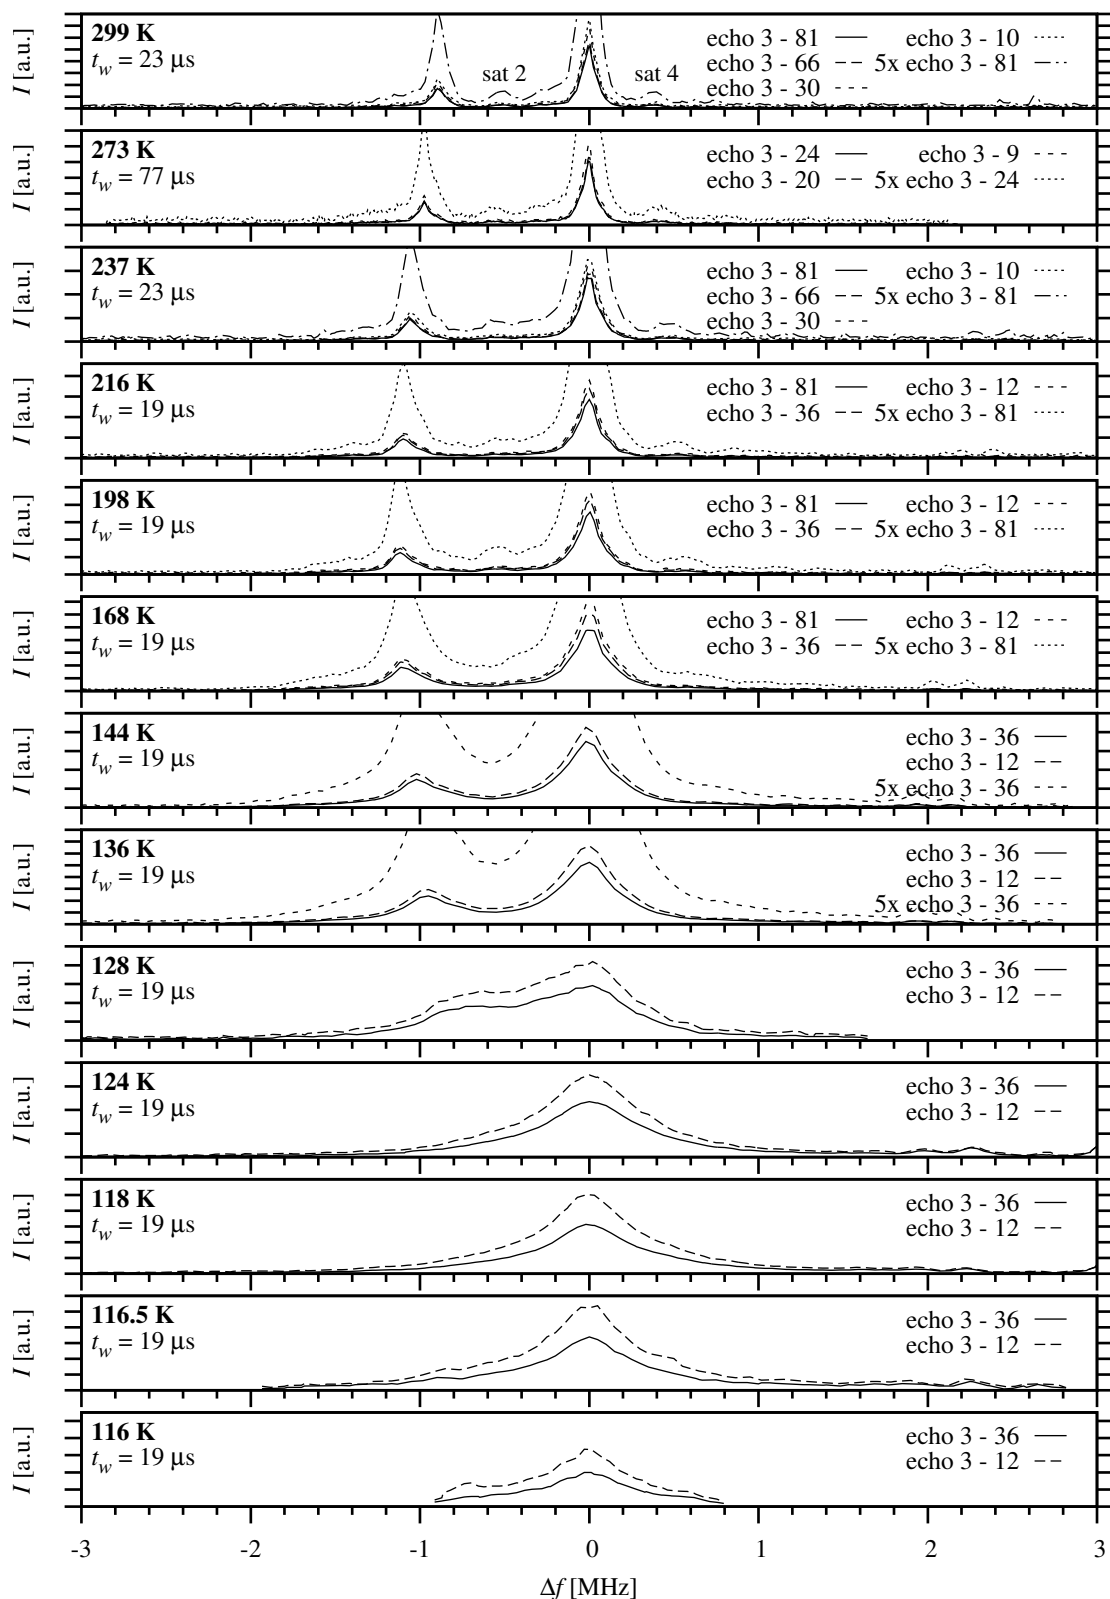 I [a.u.]
299 K
t_w = 23 µs
sat 2
sat 4
echo 3 - 81
echo 3 - 66
echo 3 - 30
echo 3 - 10
5x echo 3 - 81
I [a.u.]
273 K
t_w = 77 µs
echo 3 - 24
echo 3 - 20
echo 3 - 9
5x echo 3 - 24
I [a.u.]
237 K
t_w = 23 µs
echo 3 - 81
echo 3 - 66
echo 3 - 30
echo 3 - 10
5x echo 3 - 81
I [a.u.]
216 K
t_w = 19 µs
echo 3 - 81
echo 3 - 36
echo 3 - 12
5x echo 3 - 81
I [a.u.]
198 K
t_w = 19 µs
echo 3 - 81
echo 3 - 36
echo 3 - 12
5x echo 3 - 81
I [a.u.]
168 K
t_w = 19 µs
echo 3 - 81
echo 3 - 36
echo 3 - 12
5x echo 3 - 81
I [a.u.]
144 K
t_w = 19 µs
echo 3 - 36
echo 3 - 12
5x echo 3 - 36
I [a.u.]
136 K
t_w = 19 µs
echo 3 - 36
echo 3 - 12
5x echo 3 - 36
I [a.u.]
128 K
t_w = 19 µs
echo 3 - 36
echo 3 - 12
I [a.u.]
124 K
t_w = 19 µs
echo 3 - 36
echo 3 - 12
I [a.u.]
118 K
t_w = 19 µs
echo 3 - 36
echo 3 - 12
I [a.u.]
116.5 K
t_w = 19 µs
echo 3 - 36
echo 3 - 12
I [a.u.]
116 K
t_w = 19 µs
echo 3 - 36
echo 3 - 12
-3 -2 -1 0 1 2 3
Δf [MHz]